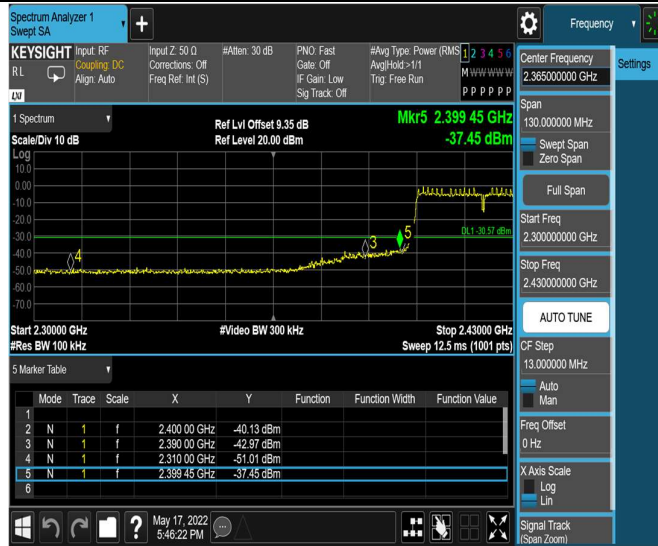 Spectrum Analyzer 1
Swept SA
+
Frequency
KEYSIGHT
RL
LXI
Input: RF
Coupling: DC
Align: Auto
Input Z: 50 Ω
Corrections: Off
Freq Ref: Int (S)
#Atten: 30 dB
PNO: Fast
Gate: Off
IF Gain: Low
Sig Track: Off
#Avg Type: Power (RMS
Avg|Hold:>1/1
Trig: Free Run
1 2 3 4 5 6
M W W W W W
P P P P P P
Center Frequency
2.365000000 GHz
Settings
1 Spectrum
Scale/Div 10 dB
Ref Lvl Offset 9.35 dB
Ref Level 20.00 dBm
Mkr5 2.399 45 GHz
-37.45 dBm
Span
130.000000 MHz
Swept Span
Zero Span
Log
10.0
0.00
-10.0
-20.0
-30.0
-40.0
-50.0
-60.0
-70.0
DL1 -30.57 dBm
4
3
5
Full Span
Start Freq
2.300000000 GHz
Stop Freq
2.430000000 GHz
AUTO TUNE
Start 2.30000 GHz
#Res BW 100 kHz
#Video BW 300 kHz
Stop 2.43000 GHz
Sweep 12.5 ms (1001 pts)
CF Step
13.000000 MHz
Auto
Man
5 Marker Table
Mode Trace Scale X Y Function Function Width Function Value
1
2 N 1 f 2.400 00 GHz -40.13 dBm
3 N 1 f 2.390 00 GHz -42.97 dBm
4 N 1 f 2.310 00 GHz -51.01 dBm
5 N 1 f 2.399 45 GHz -37.45 dBm
6
Freq Offset
0 Hz
X Axis Scale
Log
Lin
Signal Track
(Span Zoom)
?
May 17, 2022
5:46:22 PM